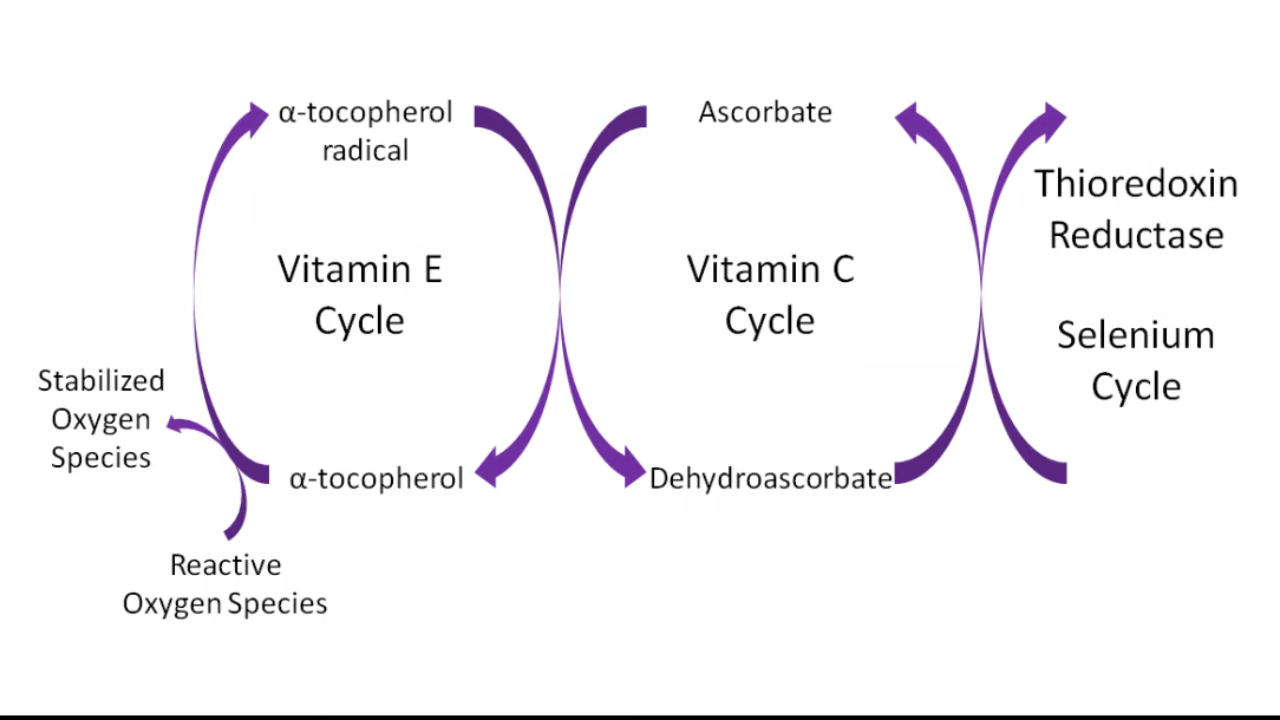 α-tocopherol
radical
Ascorbate
Thioredoxin
Reductase
Vitamin E
Cycle
Vitamin C
Cycle
Selenium
Cycle
Stabilized
Oxygen
Species
α-tocopherol
Dehydroascorbate
Reactive
Oxygen Species